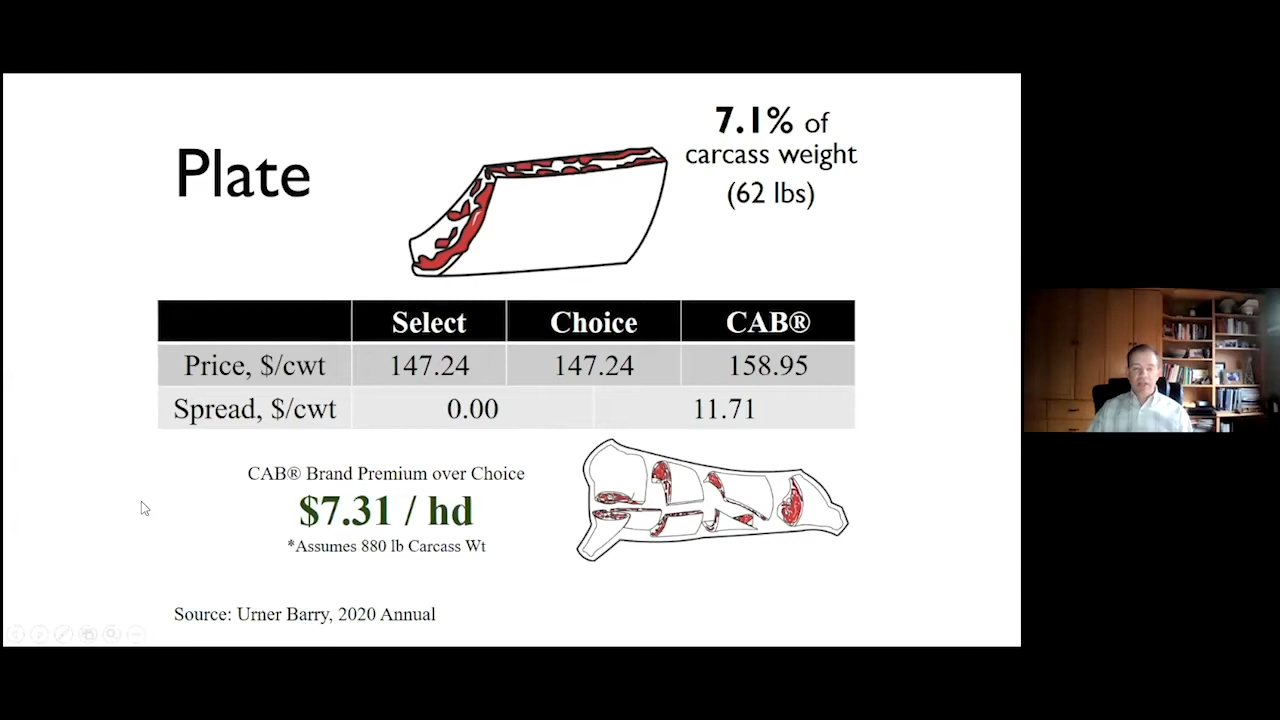 Plate
7.1% of
carcass weight
(62 lbs)
Select Choice CAB®
Price, $/cwt 147.24 147.24 158.95
Spread, $/cwt 0.00 11.71
CAB® Brand Premium over Choice
$7.31 / hd
*Assumes 880 lb Carcass Wt
Source: Urner Barry, 2020 Annual